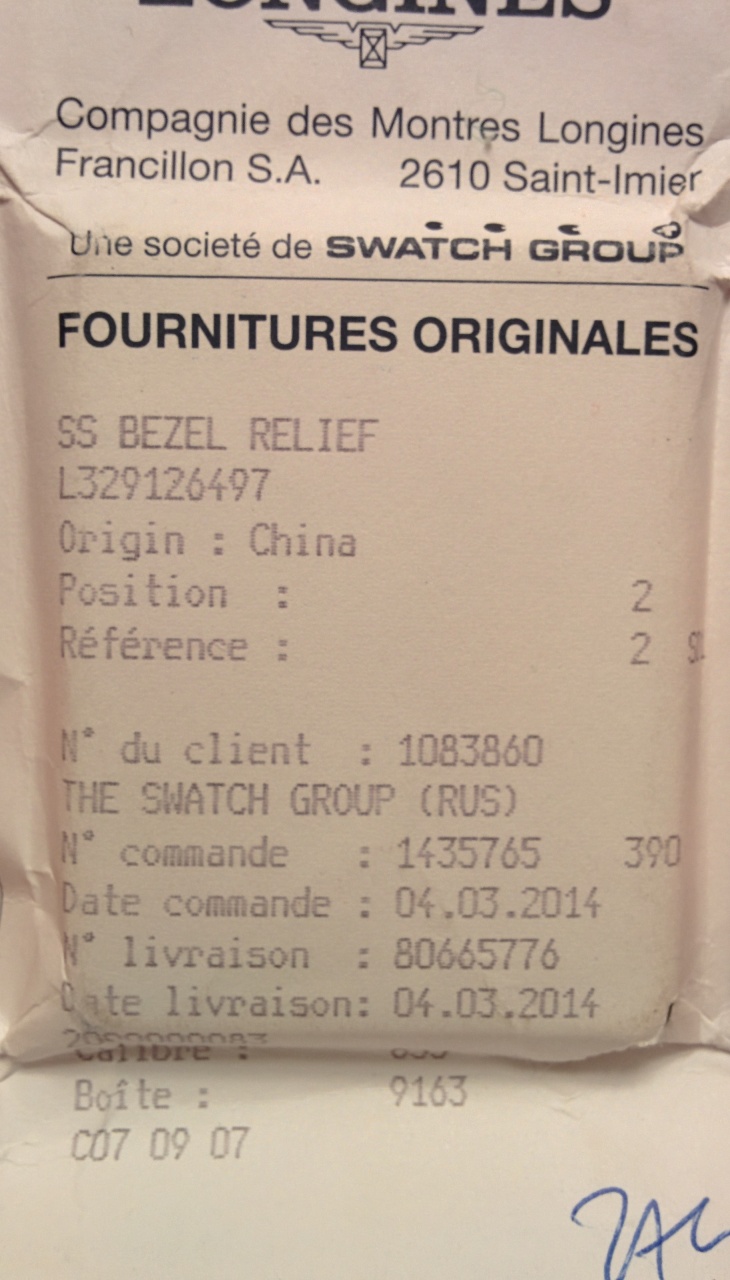 LONGINES
Compagnie des Montres Longines
Francillon S.A. 2610 Saint-Imier
Une societé de SWATCH GROUP
FOURNITURES ORIGINALES
SS BEZEL RELIEF
L329126497
Origin : China
Position : 2
Référence : 2
N° du client : 1083860
THE SWATCH GROUP (RUS)
N° commande : 1435765 390
Date commande : 04.03.2014
N° livraison : 80665776
Date livraison: 04.03.2014
Calibre :
Boîte : 9163
C07 09 07